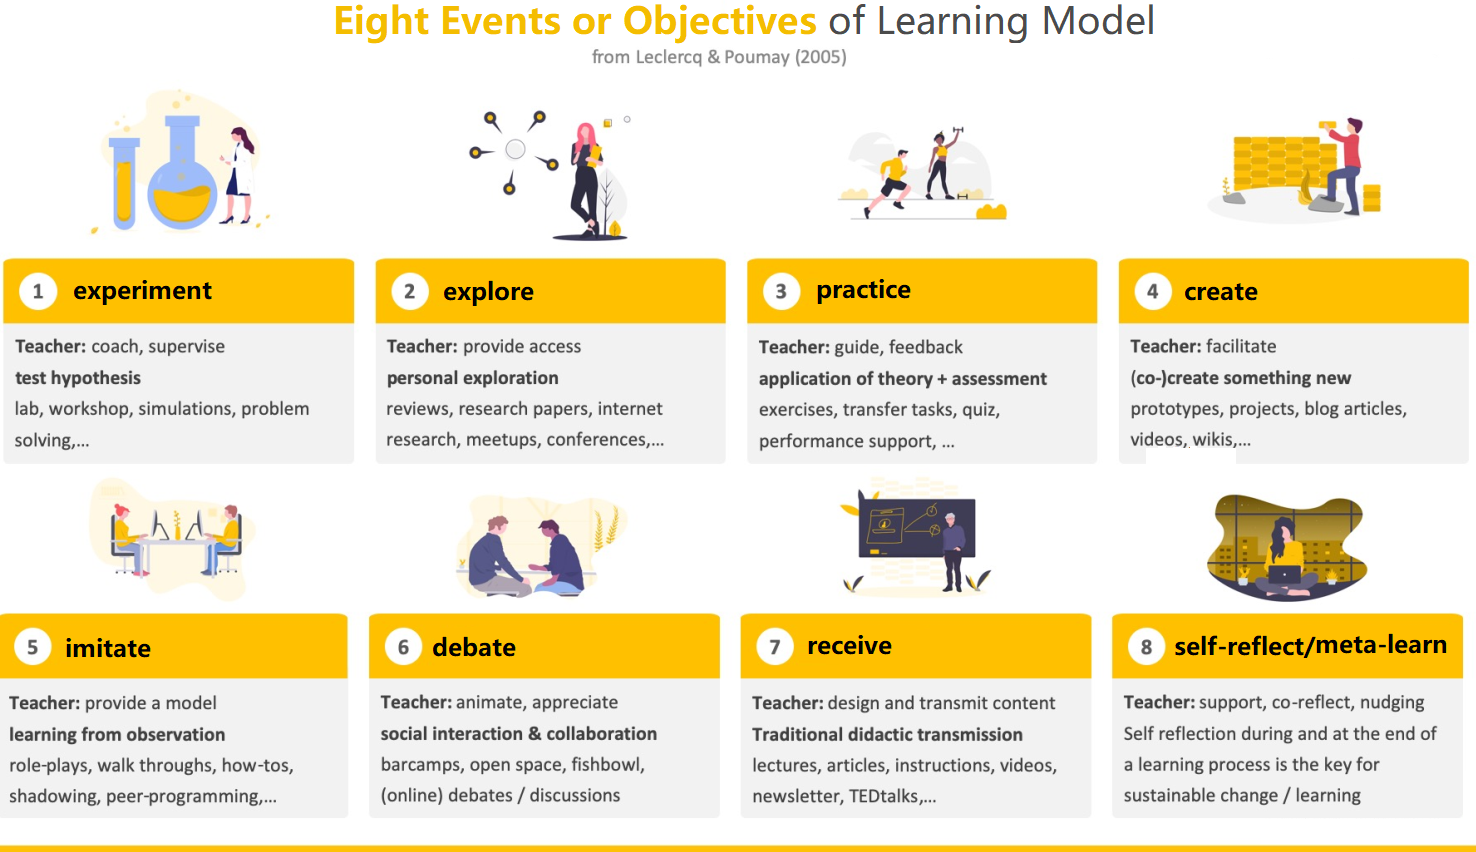 Eight Events or Objectives of Learning Model
from Leclercq & Poumay (2005)
1 experiment
Teacher: coach, supervise
test hypothesis
lab, workshop, simulations, problem
solving,...
2 explore
Teacher: provide access
personal exploration
reviews, research papers, internet
research, meetups, conferences,...
3 practice
Teacher: guide, feedback
application of theory + assessment
exercises, transfer tasks, quiz,
performance support, ...
4 create
Teacher: facilitate
(co-)create something new
prototypes, projects, blog articles,
videos, wikis,...
5 imitate
Teacher: provide a model
learning from observation
role-plays, walk throughs, how-tos,
shadowing, peer-programming,...
6 debate
Teacher: animate, appreciate
social interaction & collaboration
barcamps, open space, fishbowl,
(online) debates / discussions
7 receive
Teacher: design and transmit content
Traditional didactic transmission
lectures, articles, instructions, videos,
newsletter, TEDtalks,...
8 self-reflect/meta-learn
Teacher: support, co-reflect, nudging
Self reflection during and at the end of
a learning process is the key for
sustainable change / learning